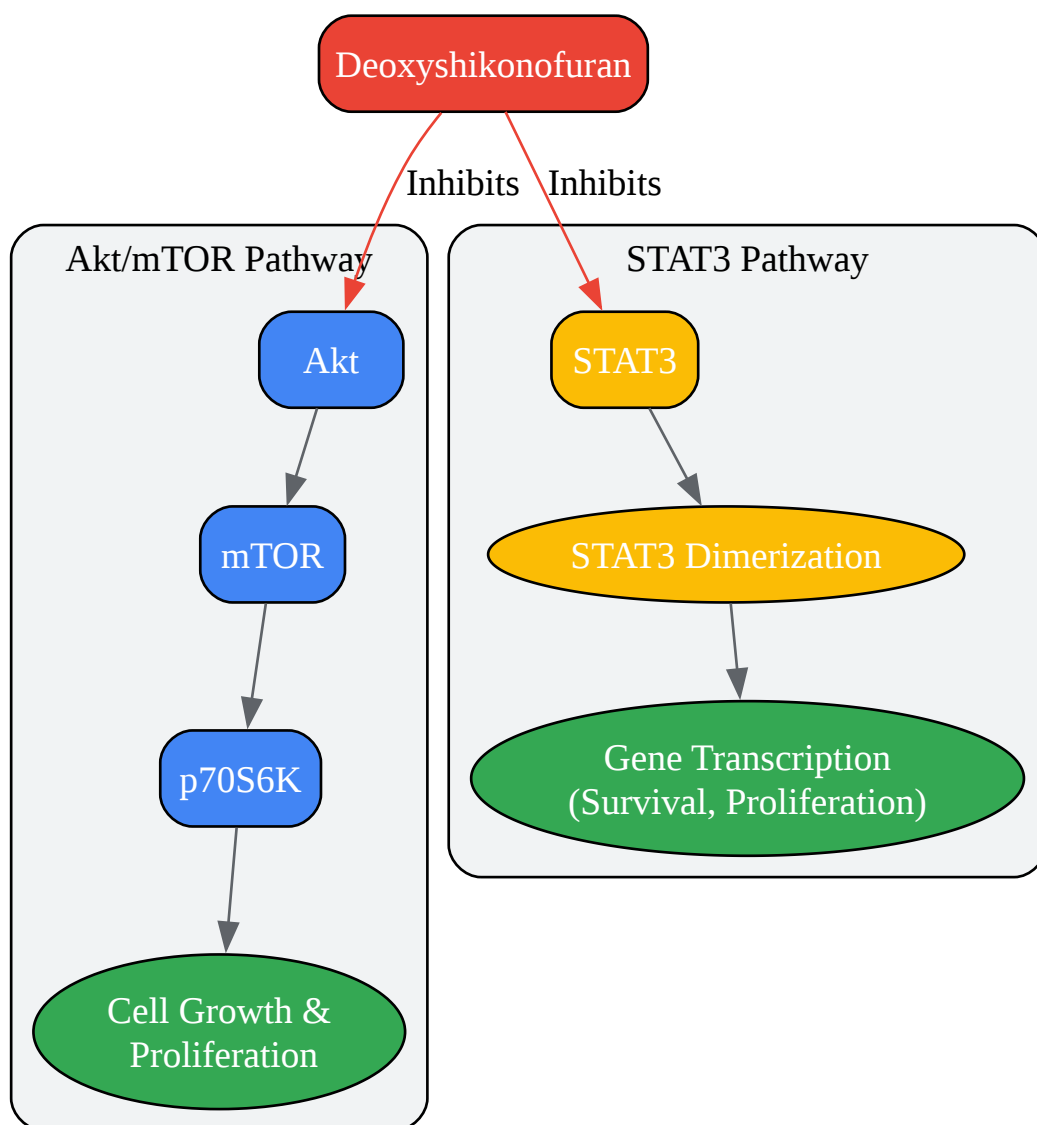 Deoxyshikonofuran
Inhibits
Inhibits
Akt/mTOR Pathway
STAT3 Pathway
Akt
STAT3
mTOR
STAT3 Dimerization
p70S6K
Gene Transcription
(Survival, Proliferation)
Cell Growth &
Proliferation